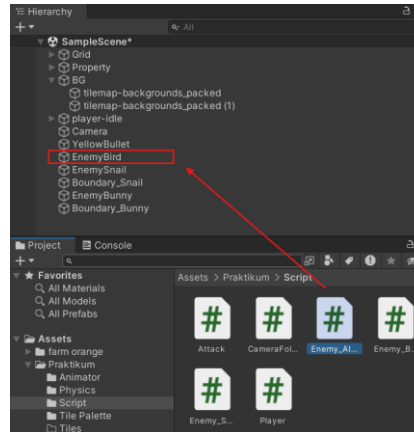 Hierarchy
All
SampleScene*
Grid
Property
BG
tilemap-backgrounds_packed
tilemap-backgrounds_packed (1)
player-idle
Camera
YellowBullet
EnemyBird
EnemySnail
Boundary_Snail
EnemyBunny
Boundary_Bunny
Project Console
Favorites
All Materials
All Models
All Prefabs
Assets
farm orange
Praktikum
Animator
Physics
Script
Tile Palette
Tiles
Assets > Praktikum > Script
Attack CameraFol... Enemy_AI... Enemy_B...
Enemy_S... Player